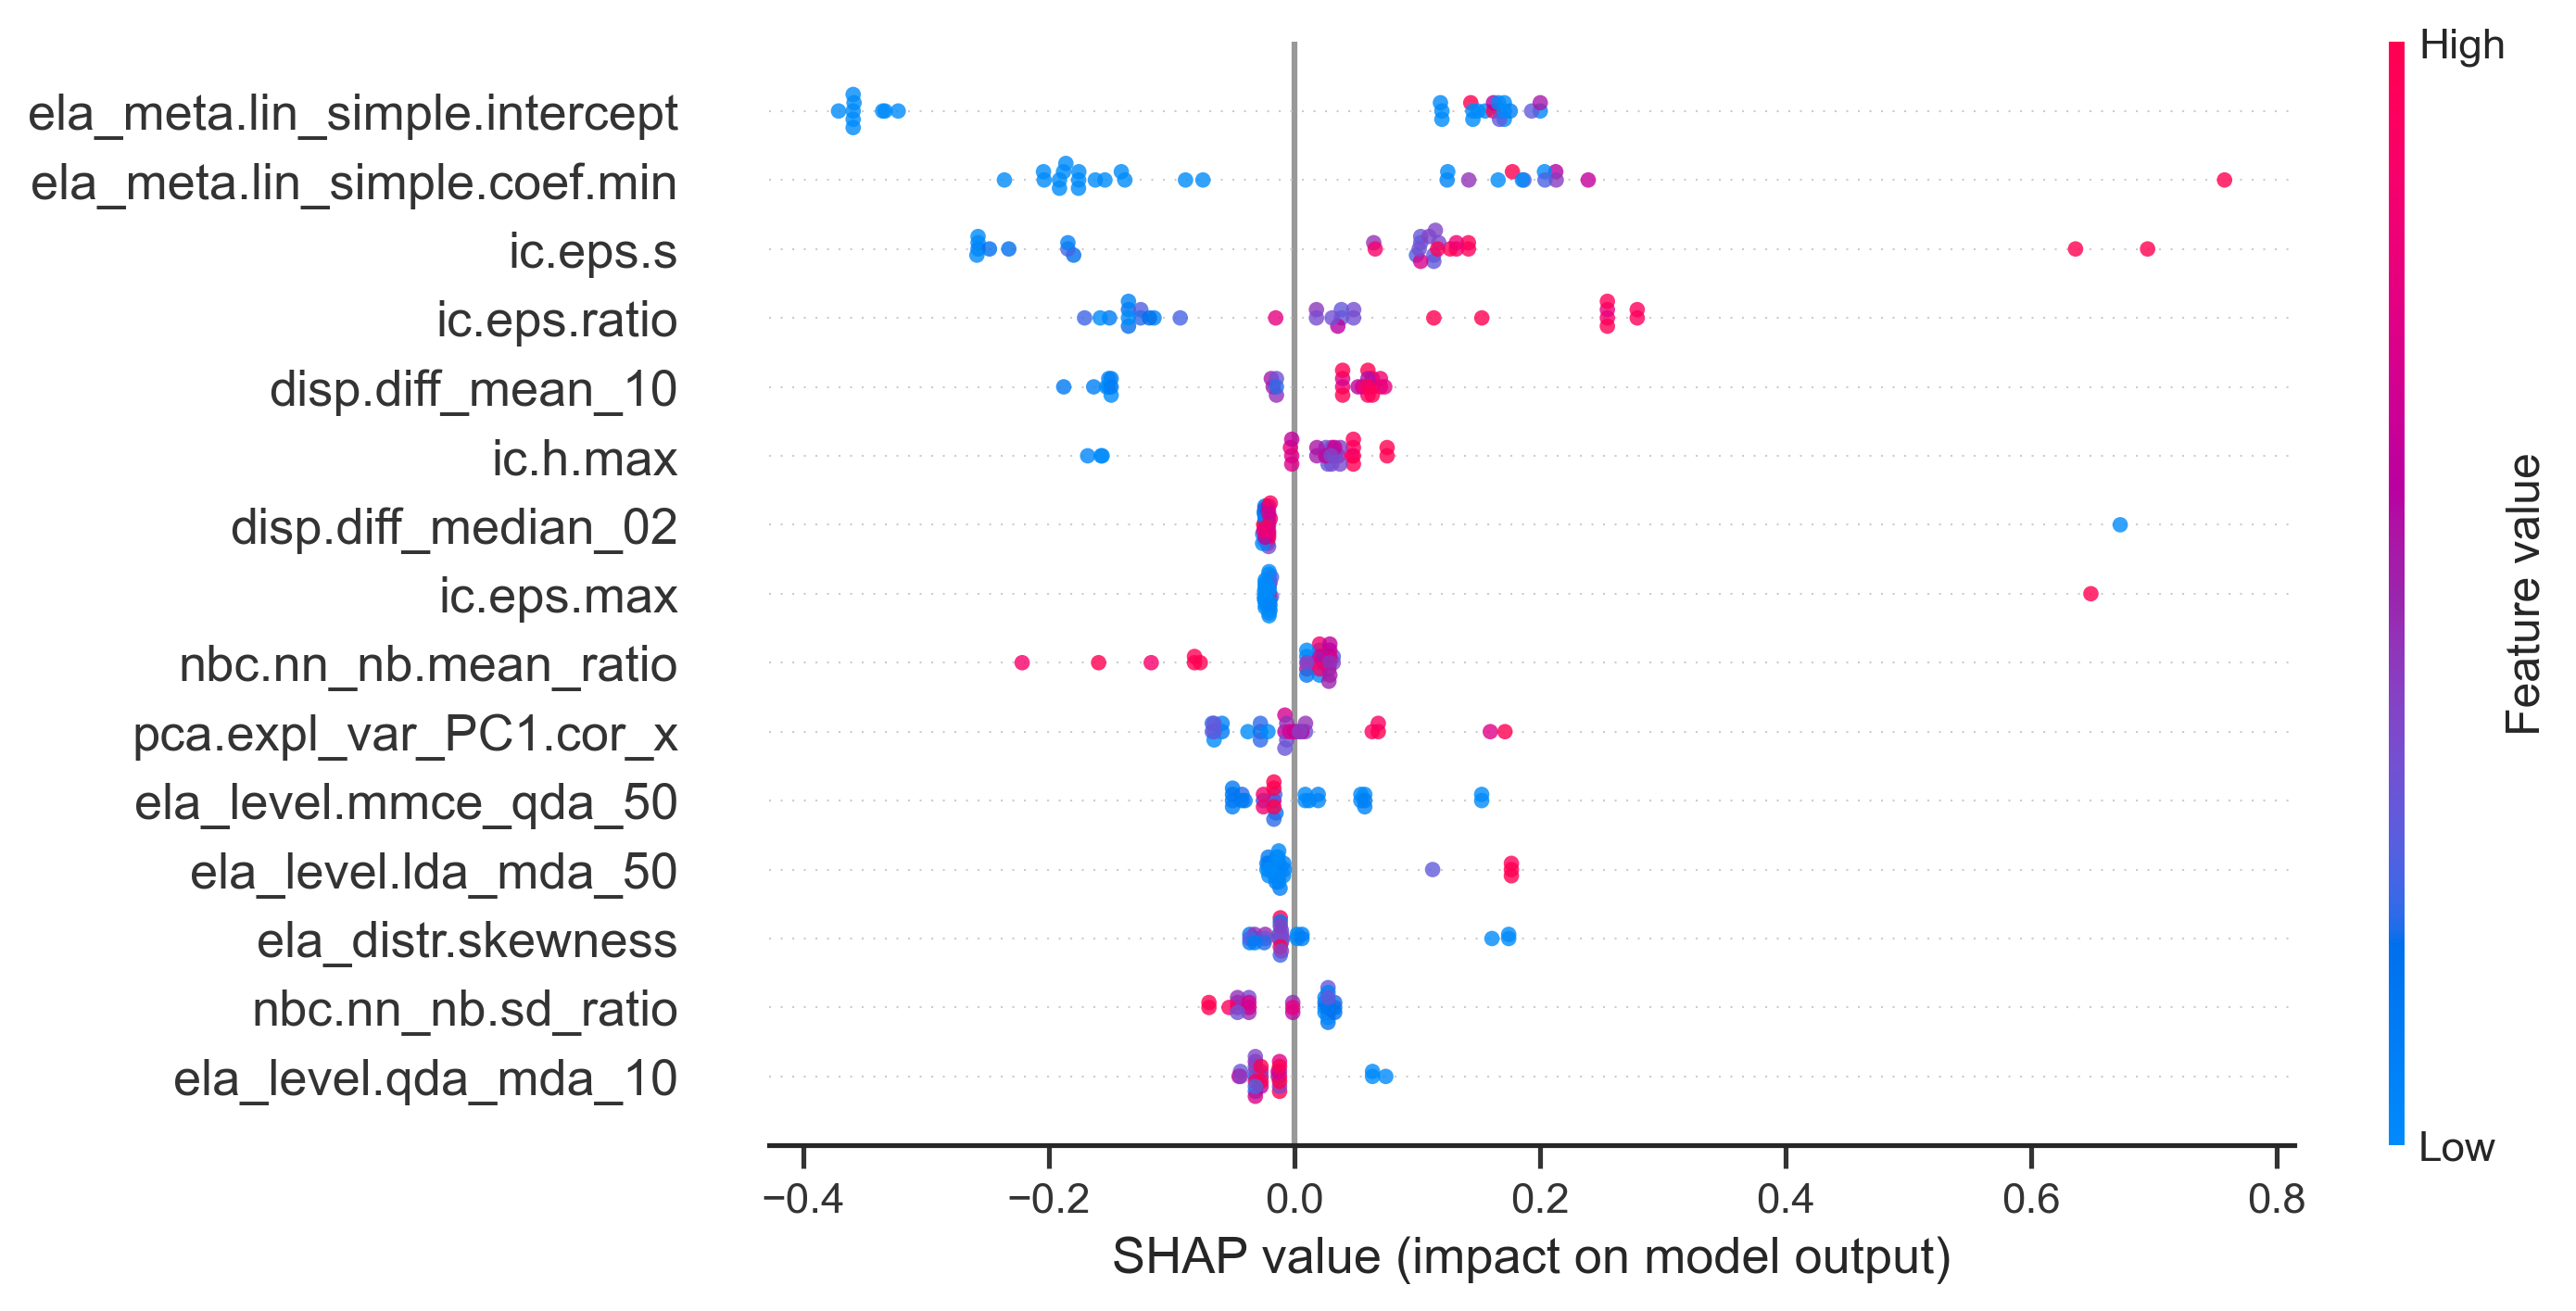 High
ela_meta.lin_simple.intercept
ela_meta.lin_simple.coef.min
ic.eps.s
ic.eps.ratio
disp.diff_mean_10
ic.h.max
disp.diff_median_02
ic.eps.max
nbc.nn_nb.mean_ratio
pca.expl_var_PC1.cor_x
ela_level.mmce_qda_50
ela_level.lda_mda_50
ela_distr.skewness
nbc.nn_nb.sd_ratio
ela_level.qda_mda_10
Feature value
Low
−0.4 −0.2 0.0 0.2 0.4 0.6 0.8
SHAP value (impact on model output)